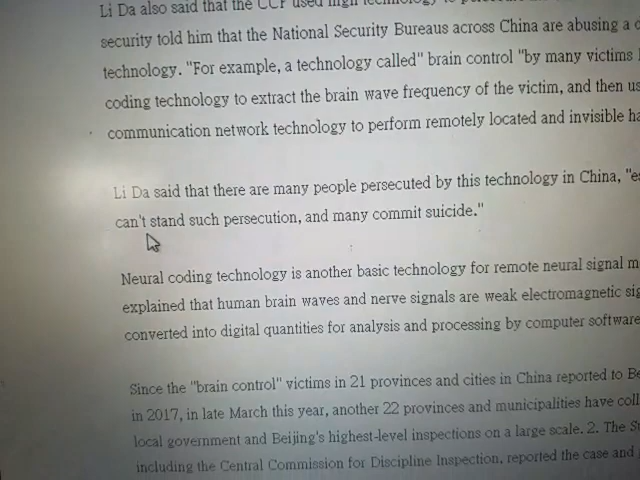 Li Da also said that the CCP used high technology to
security told him that the National Security Bureaus across China are abusing a
technology. "For example, a technology called" brain control "by many victims
coding technology to extract the brain wave frequency of the victim, and then
communication network technology to perform remotely located and invisible
Li Da said that there are many people persecuted by this technology in China,
can't stand such persecution, and many commit suicide."
Neural coding technology is another basic technology for remote neural signal
explained that human brain waves and nerve signals are weak electromagnetic
converted into digital quantities for analysis and processing by computer software
Since the "brain control" victims in 21 provinces and cities in China reported to
in 2017, in late March this year, another 22 provinces and municipalities have
local government and Beijing's highest-level inspections on a large scale. 2. The
including the Central Commission for Discipline Inspection, reported the case and